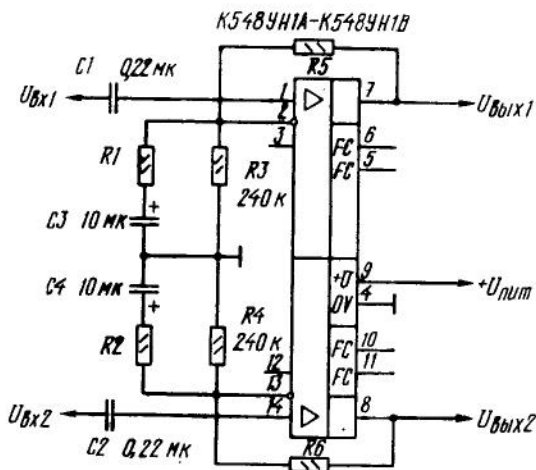 К548УН1А-К548УН1В
R5
C1 0,22 мк
Uвх1
1
2
3
7
Uвых1
FC 6
FC 5
R1
R3
240 к
C3 10 мк
+
C4 10 мк
+
+U 9
0V 4
+Uпит
R2
R4
240 к
12
13
14
FC 10
FC 11
8
Uвых2
Uвх2
C2 0,22 мк
R6